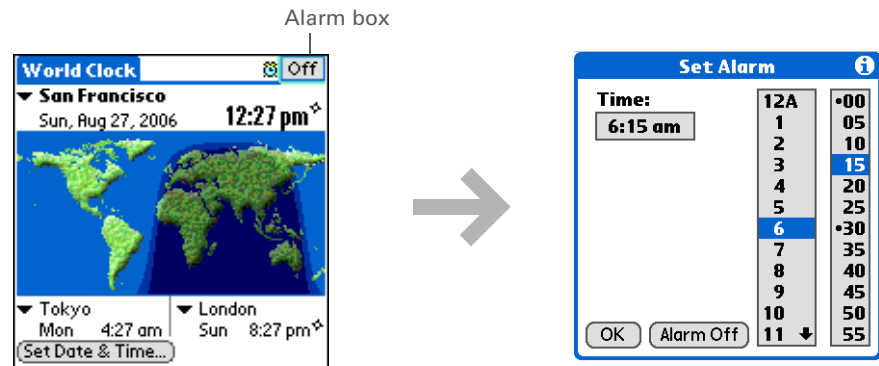 Alarm box
World Clock Off
San Francisco
Sun, Aug 27, 2006 12:27 pm
Tokyo London
Mon 4:27 am Sun 8:27 pm
Set Date & Time...
Set Alarm
Time:
6:15 am
12A •00
1 05
2 10
3 15
4 20
5 25
6 •30
7 35
8 40
9 45
10 50
11 55
OK Alarm Off